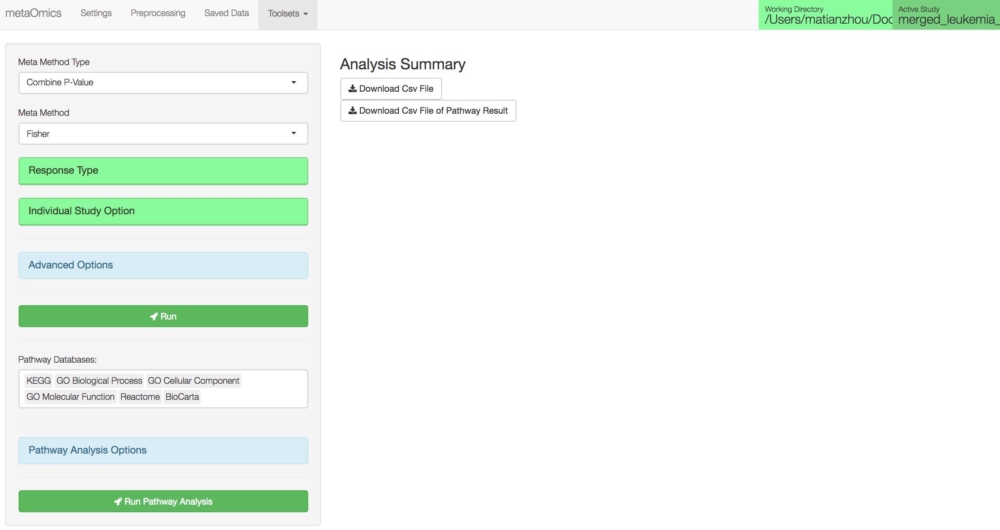 metaOmics Settings Preprocessing Saved Data Toolsets
Working Directory
/Users/matianzhou/Doc
Active Study
merged_leukemia_
Meta Method Type
Combine P-Value
Meta Method
Fisher
Response Type
Individual Study Option
Advanced Options
Run
Pathway Databases:
KEGG GO Biological Process GO Cellular Component
GO Molecular Function Reactome BioCarta
Pathway Analysis Options
Run Pathway Analysis
Analysis Summary
Download Csv File
Download Csv File of Pathway Result